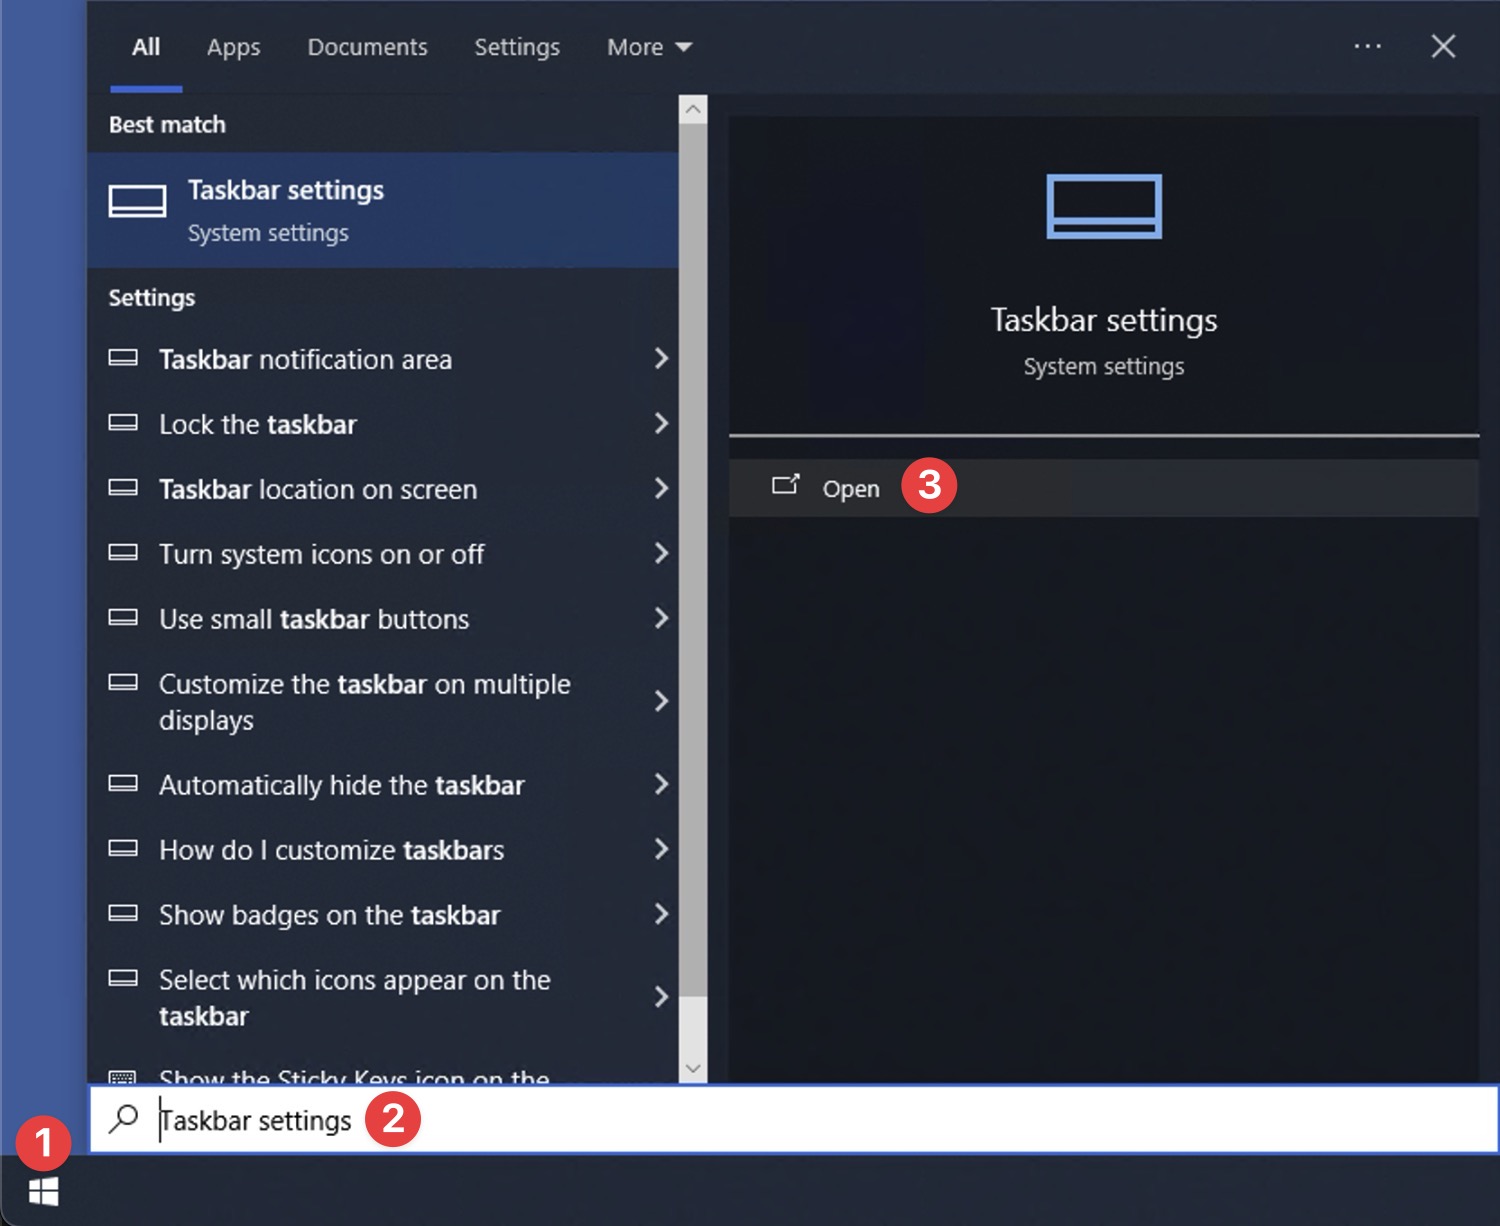 All Apps Documents Settings More
Best match
Taskbar settings
System settings
Settings
Taskbar notification area
Lock the taskbar
Taskbar location on screen
Turn system icons on or off
Use small taskbar buttons
Customize the taskbar on multiple
displays
Automatically hide the taskbar
How do I customize taskbars
Show badges on the taskbar
Select which icons appear on the
taskbar
Show the Sticky Keys icon on the
Taskbar settings
System settings
Open 3
Taskbar settings 2
1